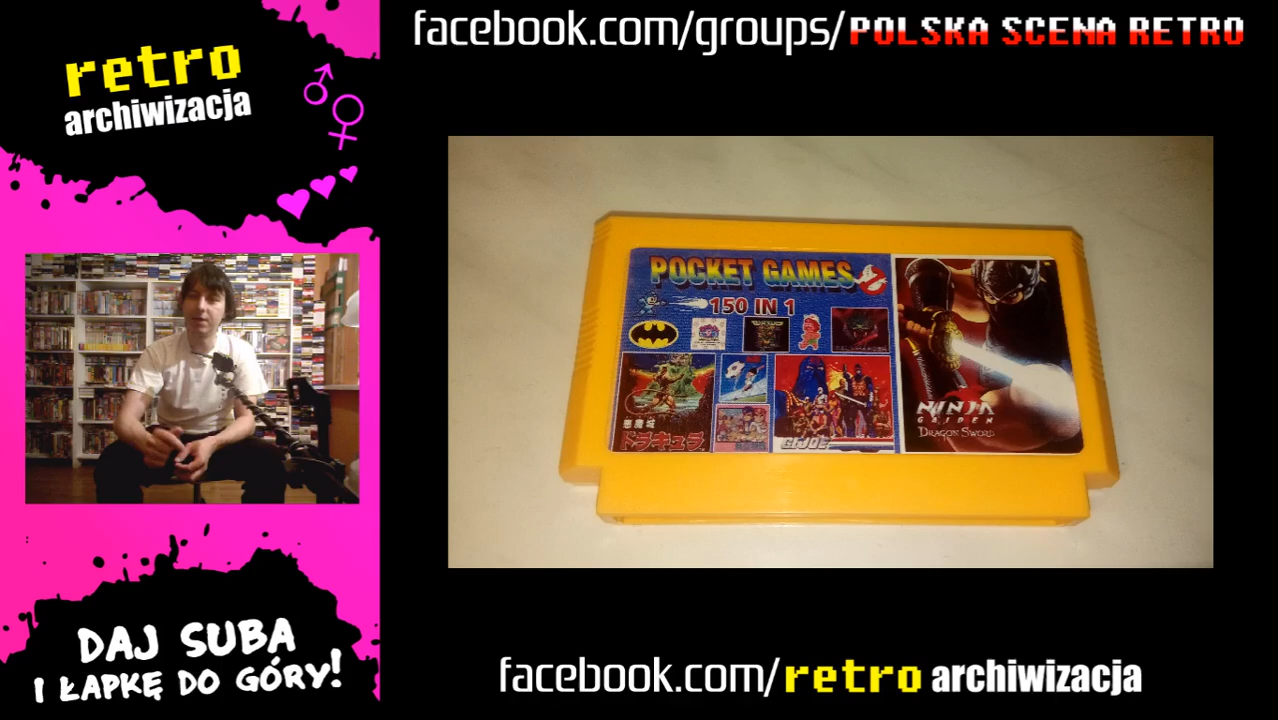 retro
archiwizacja
DAJ SUBA
I ŁAPKĘ DO GÓRY!
facebook.com/groups/POLSKA SCENA RETRO
POCKET GAMES
150 IN 1
悪魔城
ドラキュラ
G.I.JOE
NINJA
GAIDEN
DRAGON SWORD
facebook.com/retro archiwizacja